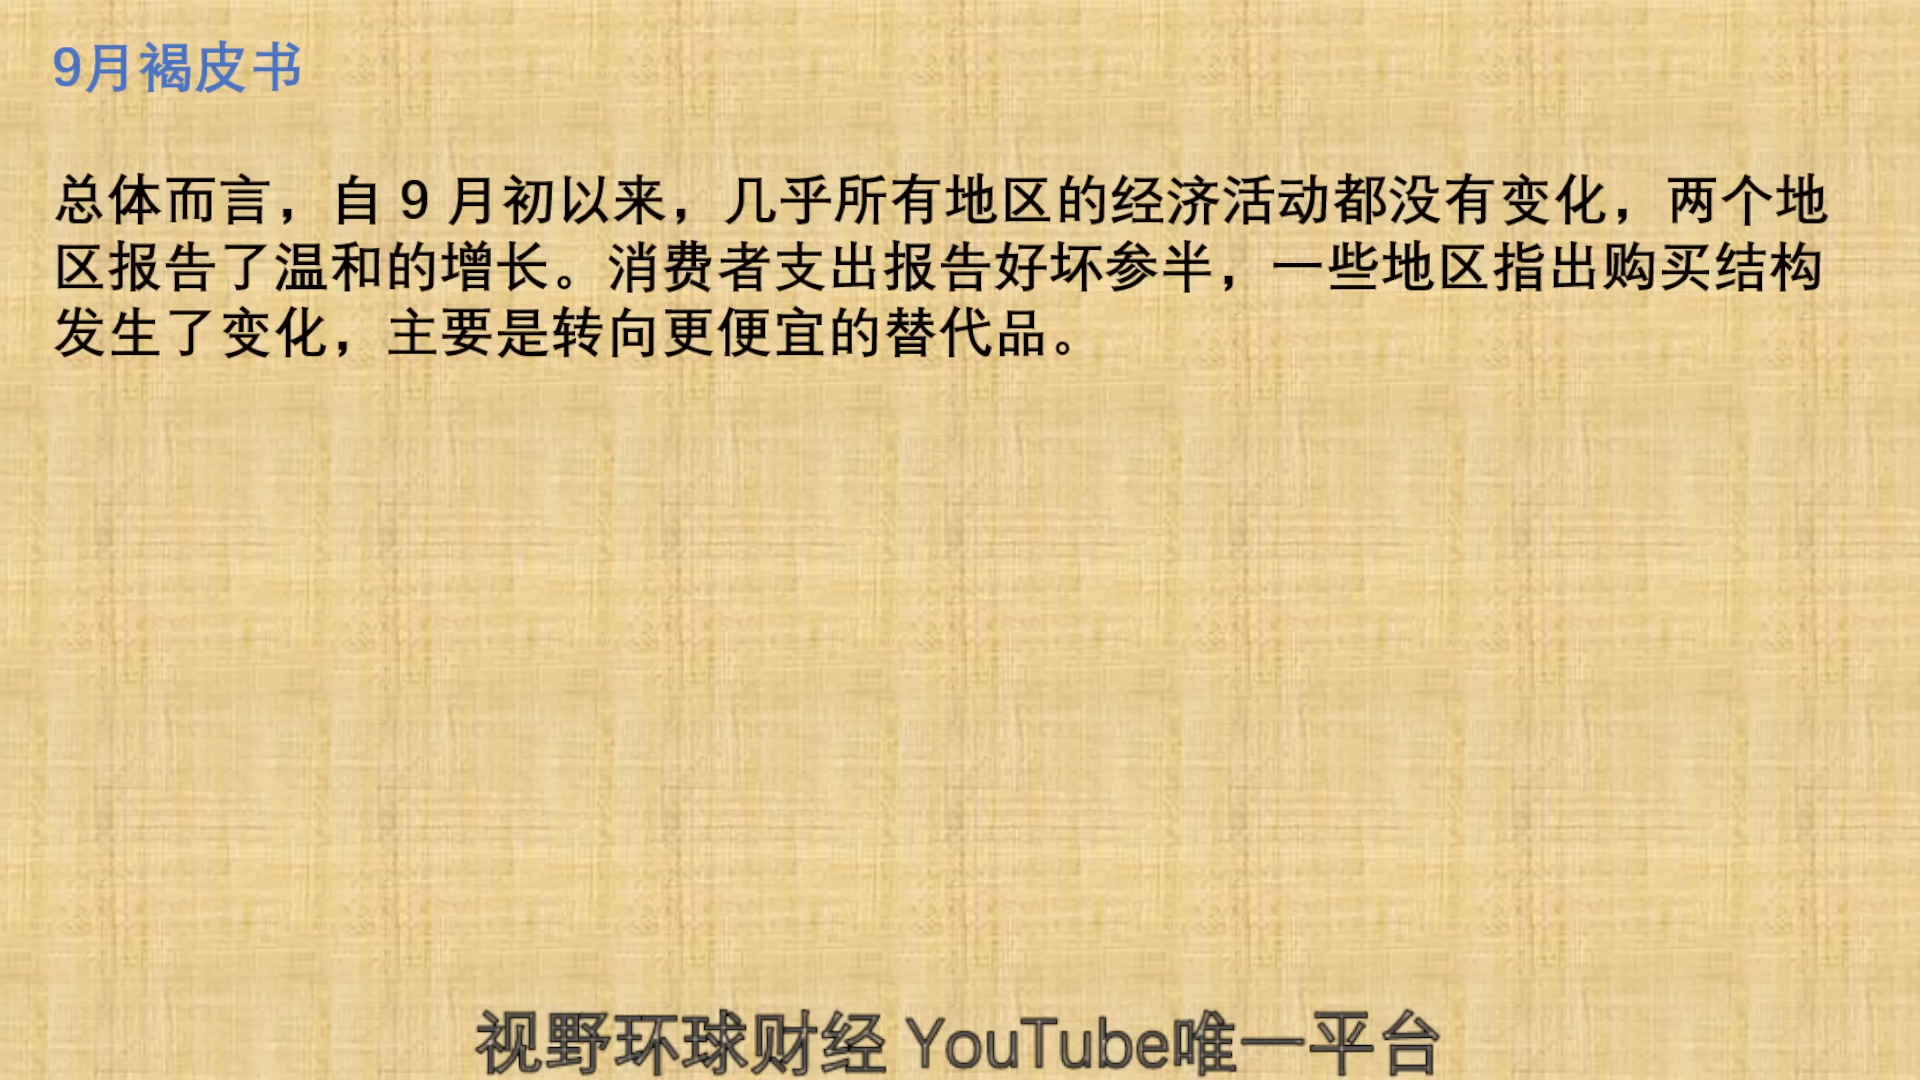 9月褐皮书
总体而言，自 9 月初以来，几乎所有地区的经济活动都没有变化，两个地
区报告了温和的增长。消费者支出报告好坏参半，一些地区指出购买结构
发生了变化，主要是转向更便宜的替代品。
视野环球财经 YouTube唯一平台